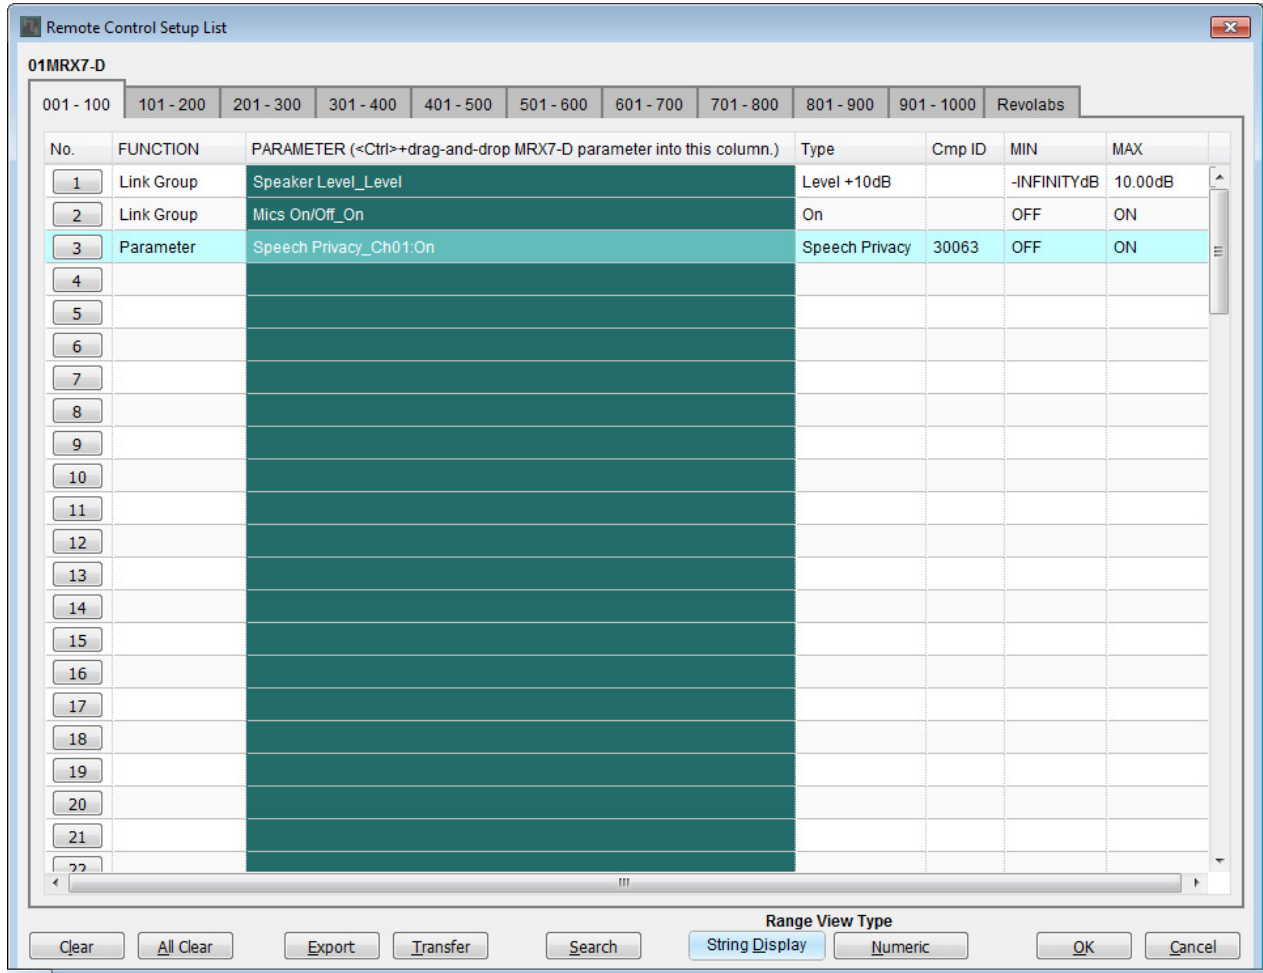 Remote Control Setup List
01MRX7-D
001 - 100 101 - 200 201 - 300 301 - 400 401 - 500 501 - 600 601 - 700 701 - 800 801 - 900 901 - 1000 Revolabs
No. FUNCTION PARAMETER (<Ctrl>+drag-and-drop MRX7-D parameter into this column.) Type Cmp ID MIN MAX
1 Link Group Speaker Level_Level Level +10dB -INFINITYdB 10.00dB
2 Link Group Mics On/Off_On On OFF ON
3 Parameter Speech Privacy_Ch01:On Speech Privacy 30063 OFF ON
4
5
6
7
8
9
10
11
12
13
14
15
16
17
18
19
20
21
22
Range View Type
Clear All Clear Export Transfer Search String Display Numeric OK Cancel